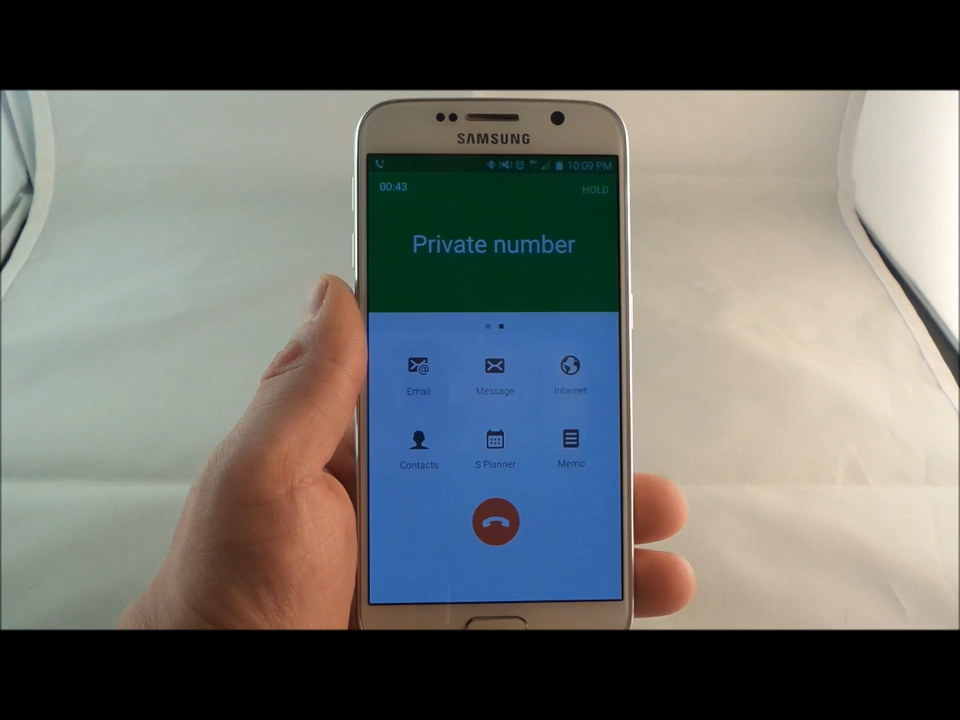 SAMSUNG
10:09 PM
00:43
HOLD
Private number
Email Message Internet
Contacts S Planner Memo